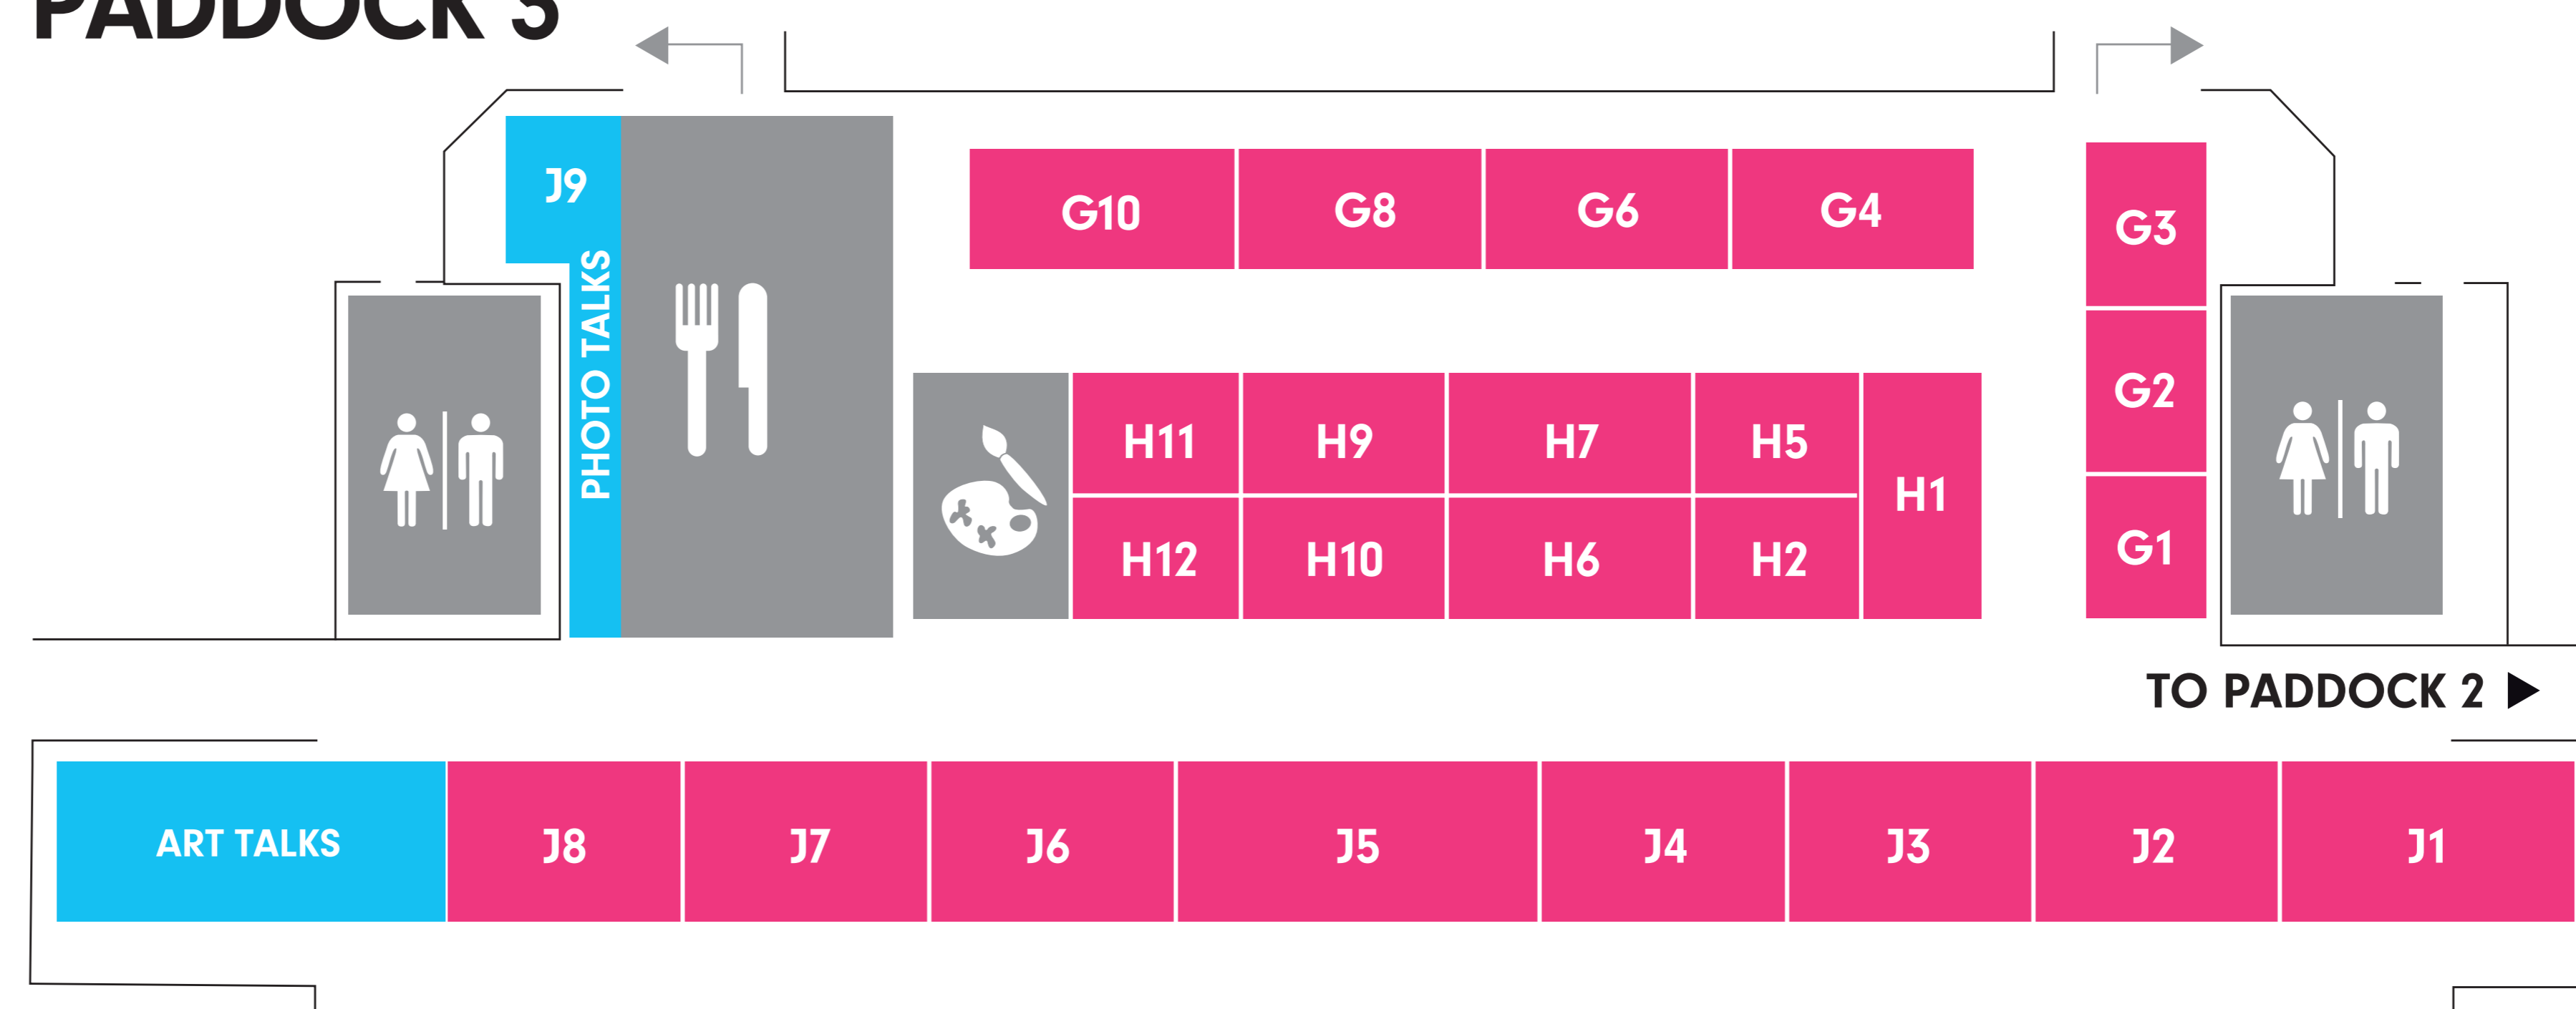 PADDOCK 3
J9
PHOTO TALKS
G10 G8 G6 G4
G3
G2
G1
H11 H9 H7 H5
H1
H12 H10 H6 H2
TO PADDOCK 2
ART TALKS J8 J7 J6 J5 J4 J3 J2 J1